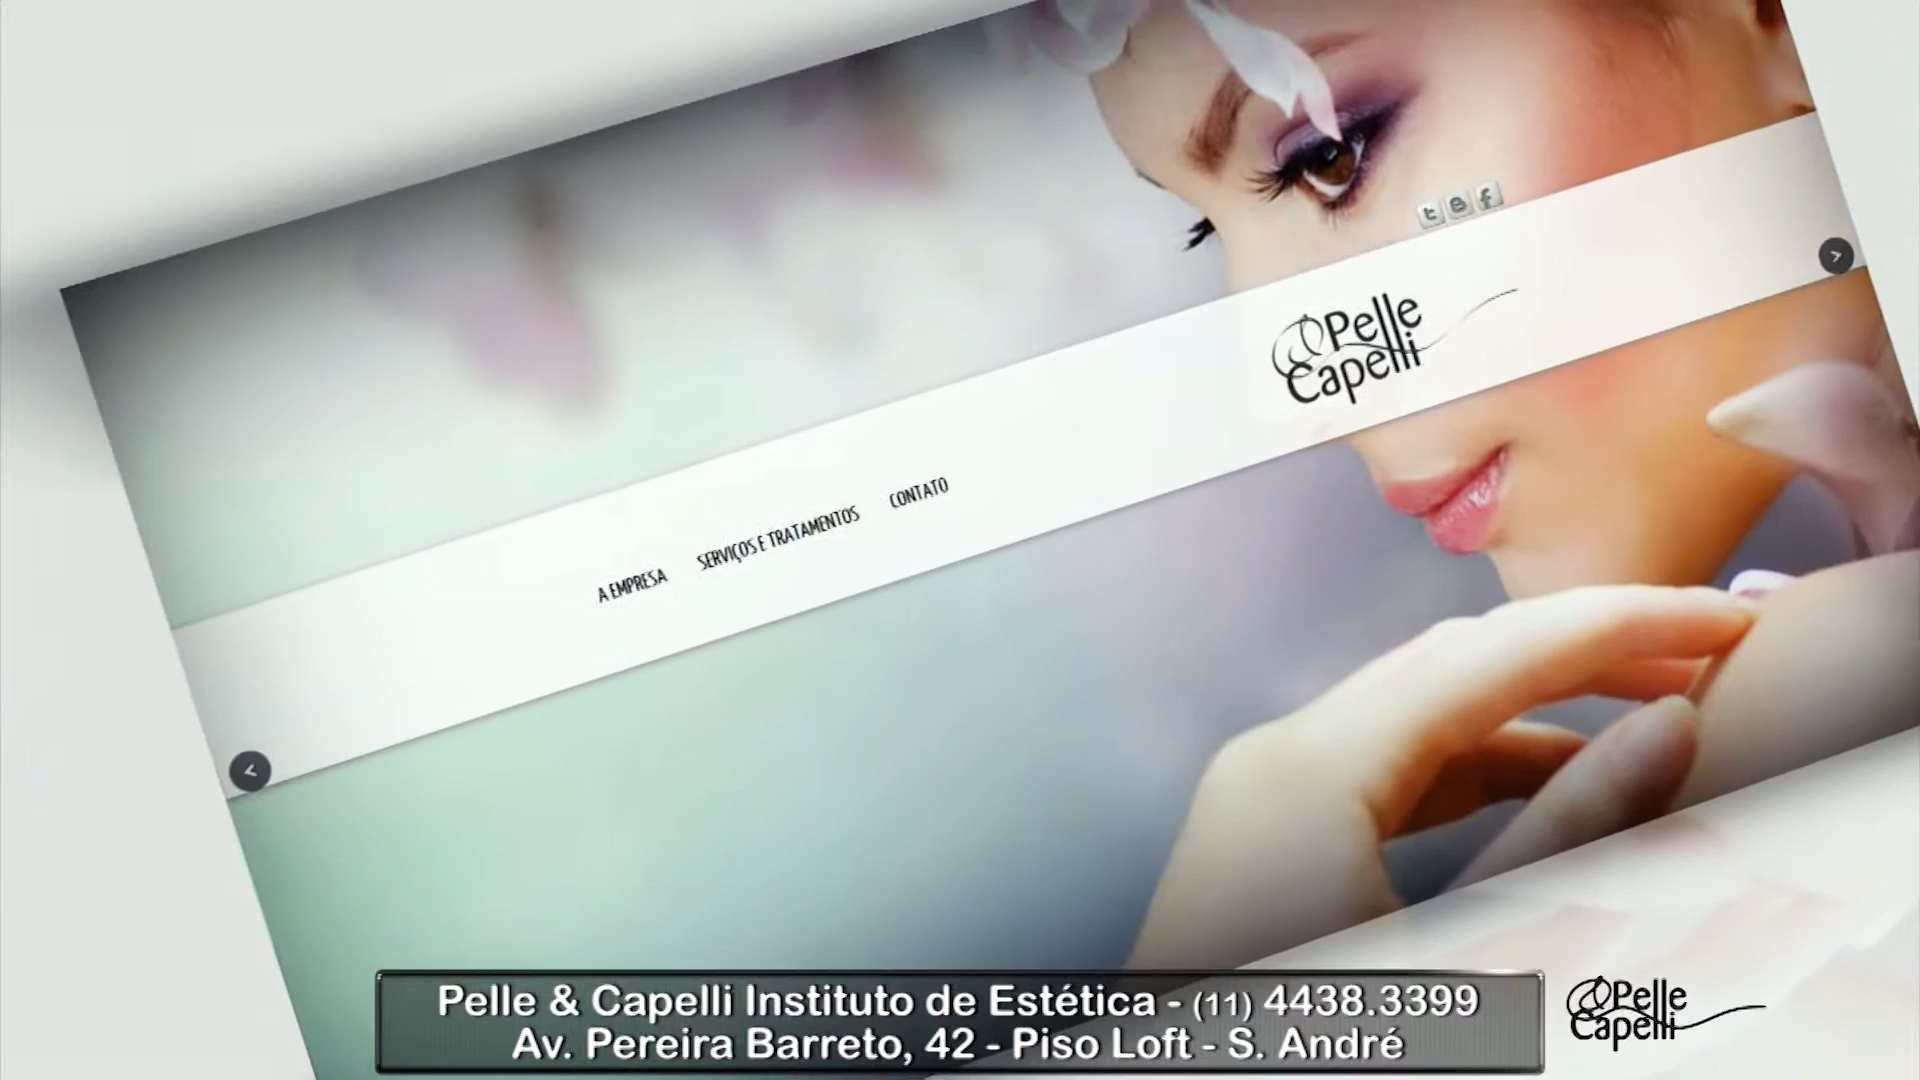 Pelle
Capelli
A EMPRESA
SERVIÇOS E TRATAMENTOS
CONTATO
Pelle & Capelli Instituto de Estética - (11) 4438.3399
Av. Pereira Barreto, 42 - Piso Loft - S. André
Pelle
Capelli